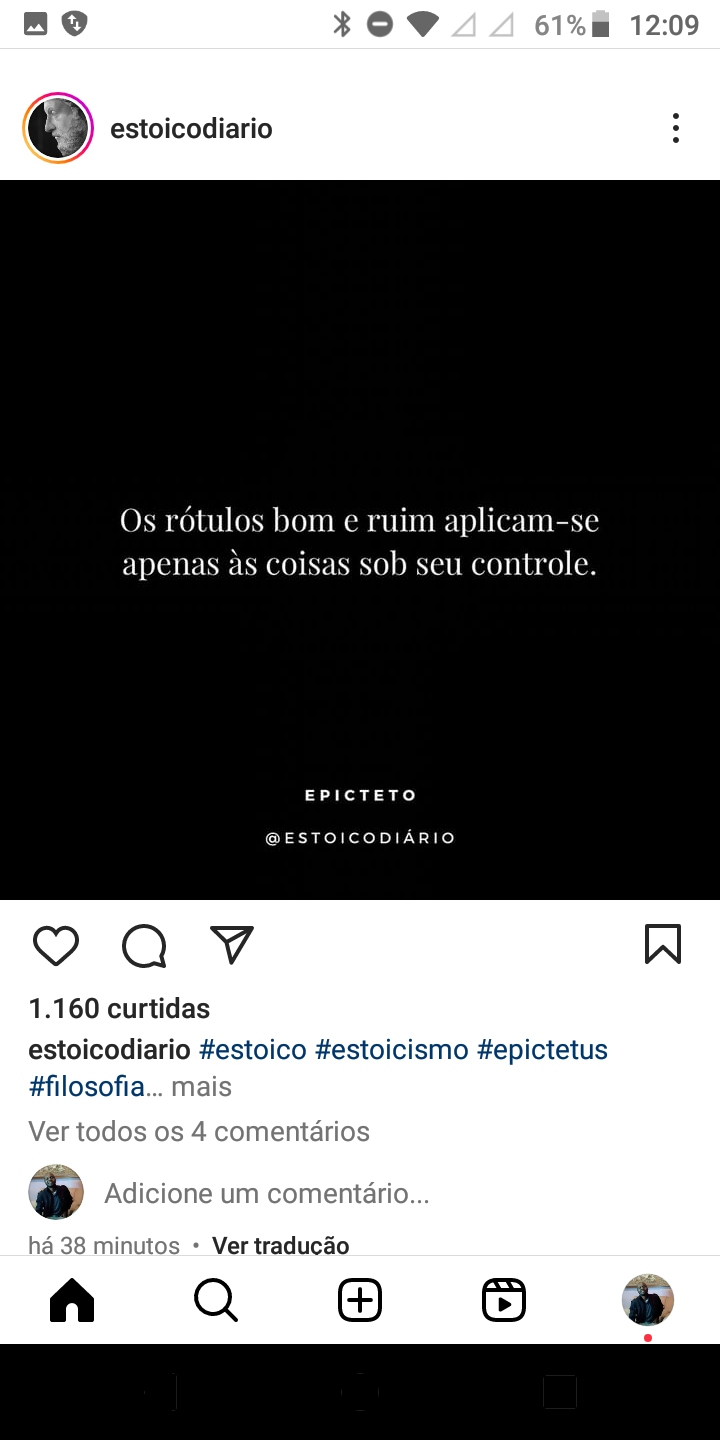 61% 12:09
estoicodiario
Os rótulos bom e ruim aplicam-se
apenas às coisas sob seu controle.
EPICTETO
@ESTOICODIÁRIO
1.160 curtidas
estoicodiario #estoico #estoicismo #epictetus
#filosofia... mais
Ver todos os 4 comentários
Adicione um comentário...
há 38 minutos • Ver tradução